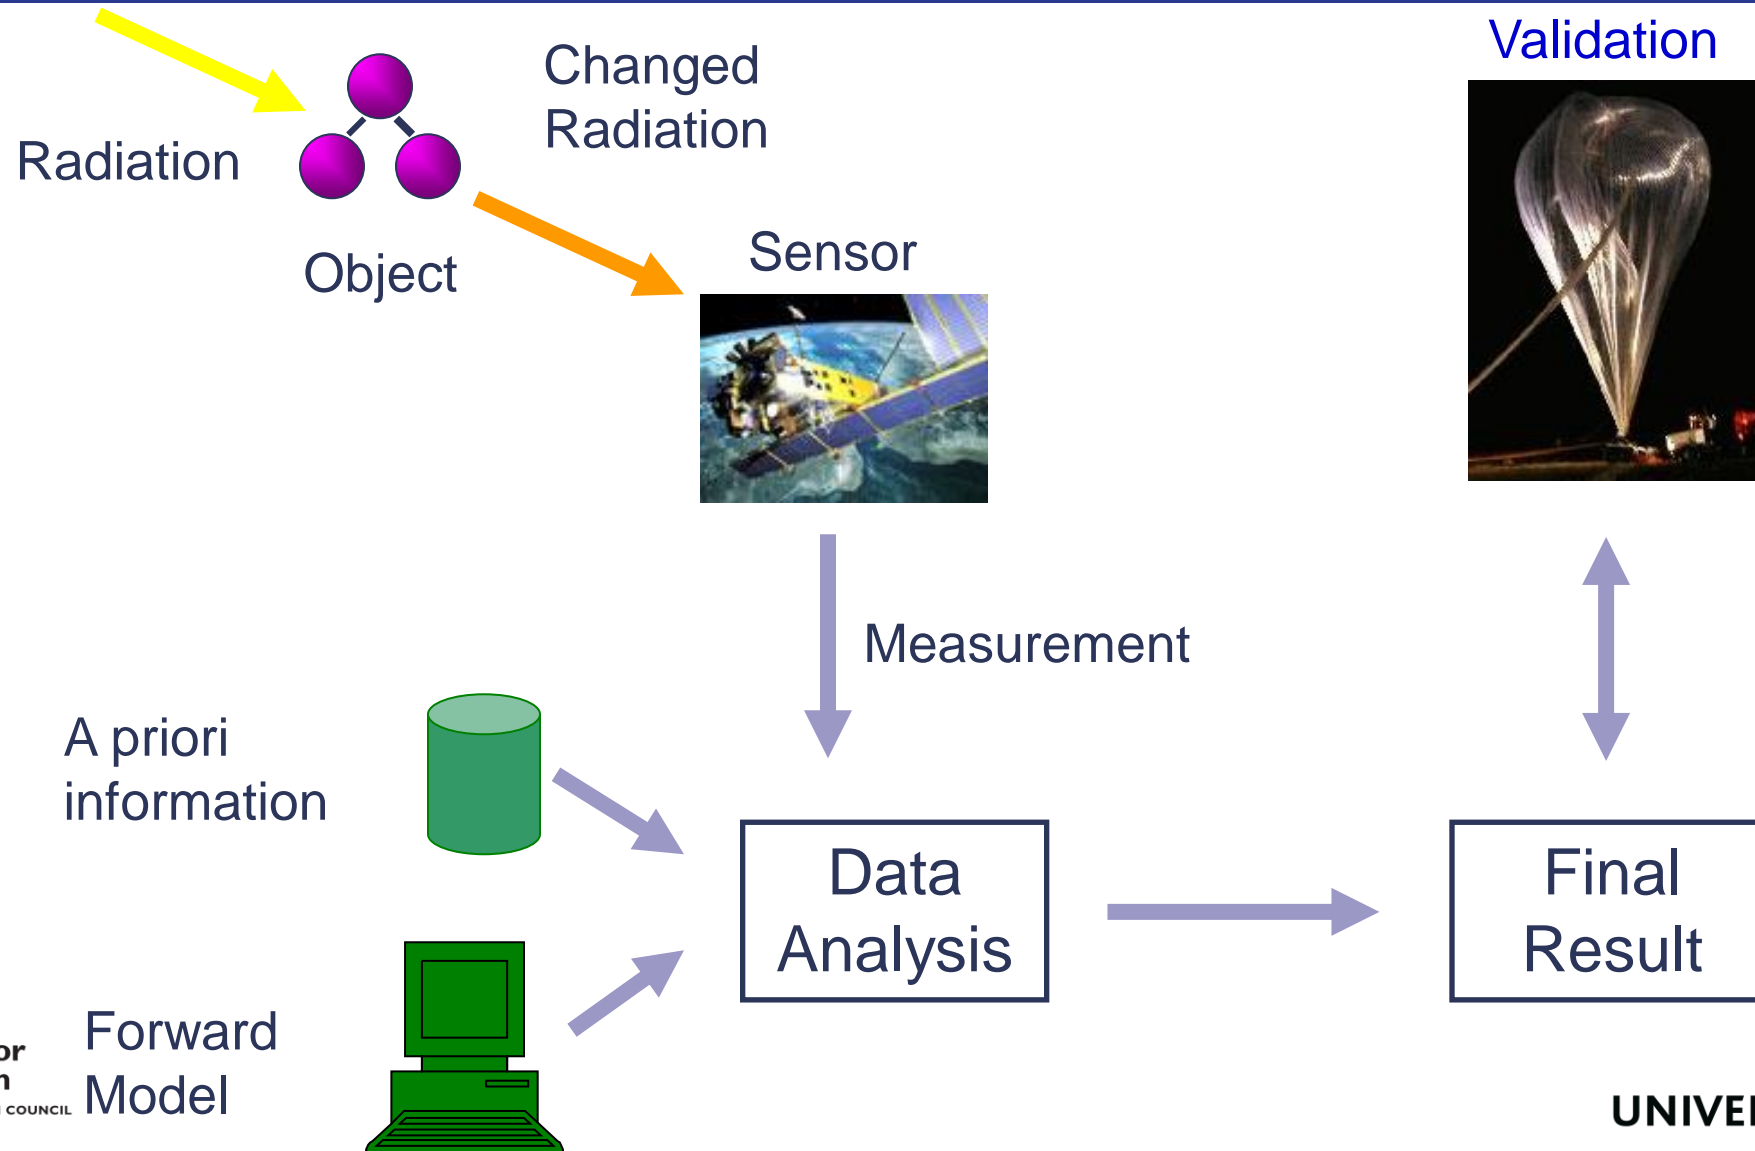 Validation
Changed
Radiation
Radiation
Object
Sensor
Measurement
A priori
information
Data
Analysis
Final
Result
Forward
Model
COUNCIL